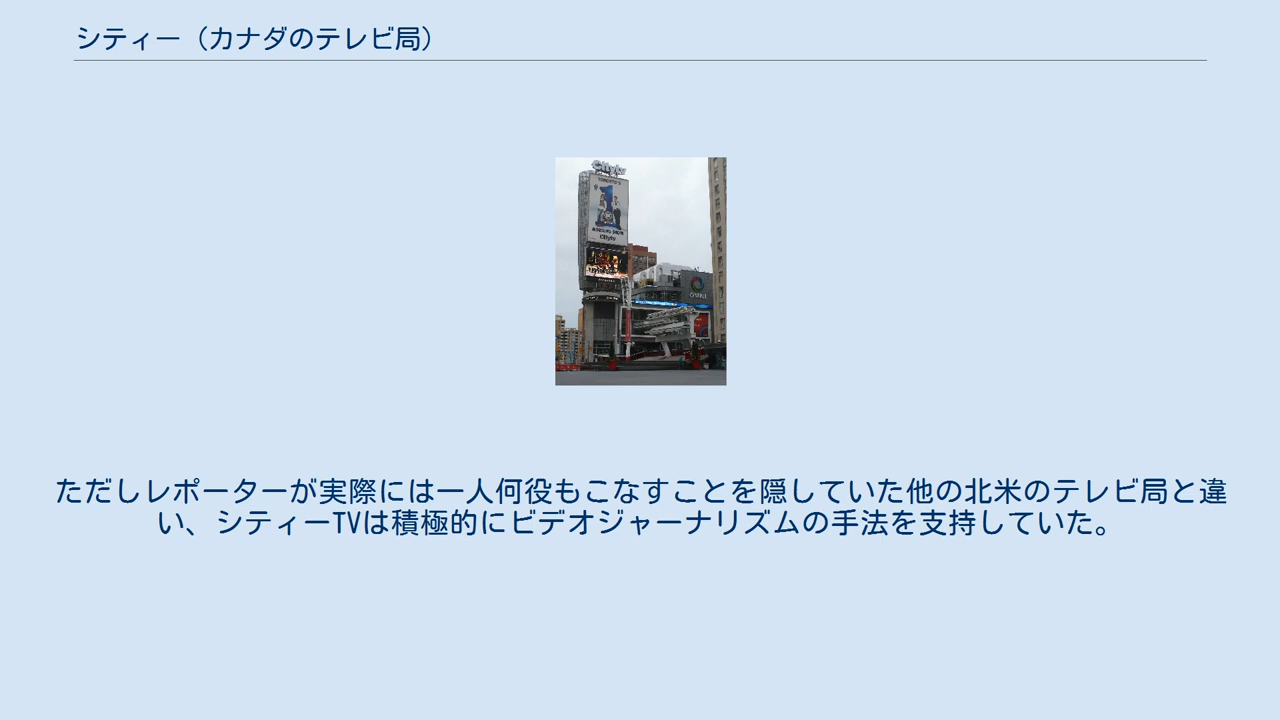 シティー（カナダのテレビ局）
Citytv
Citytv
OMNI
ただしレポーターが実際には一人何役もこなすことを隠していた他の北米のテレビ局と違
い、シティーTVは積極的にビデオジャーナリズムの手法を支持していた。